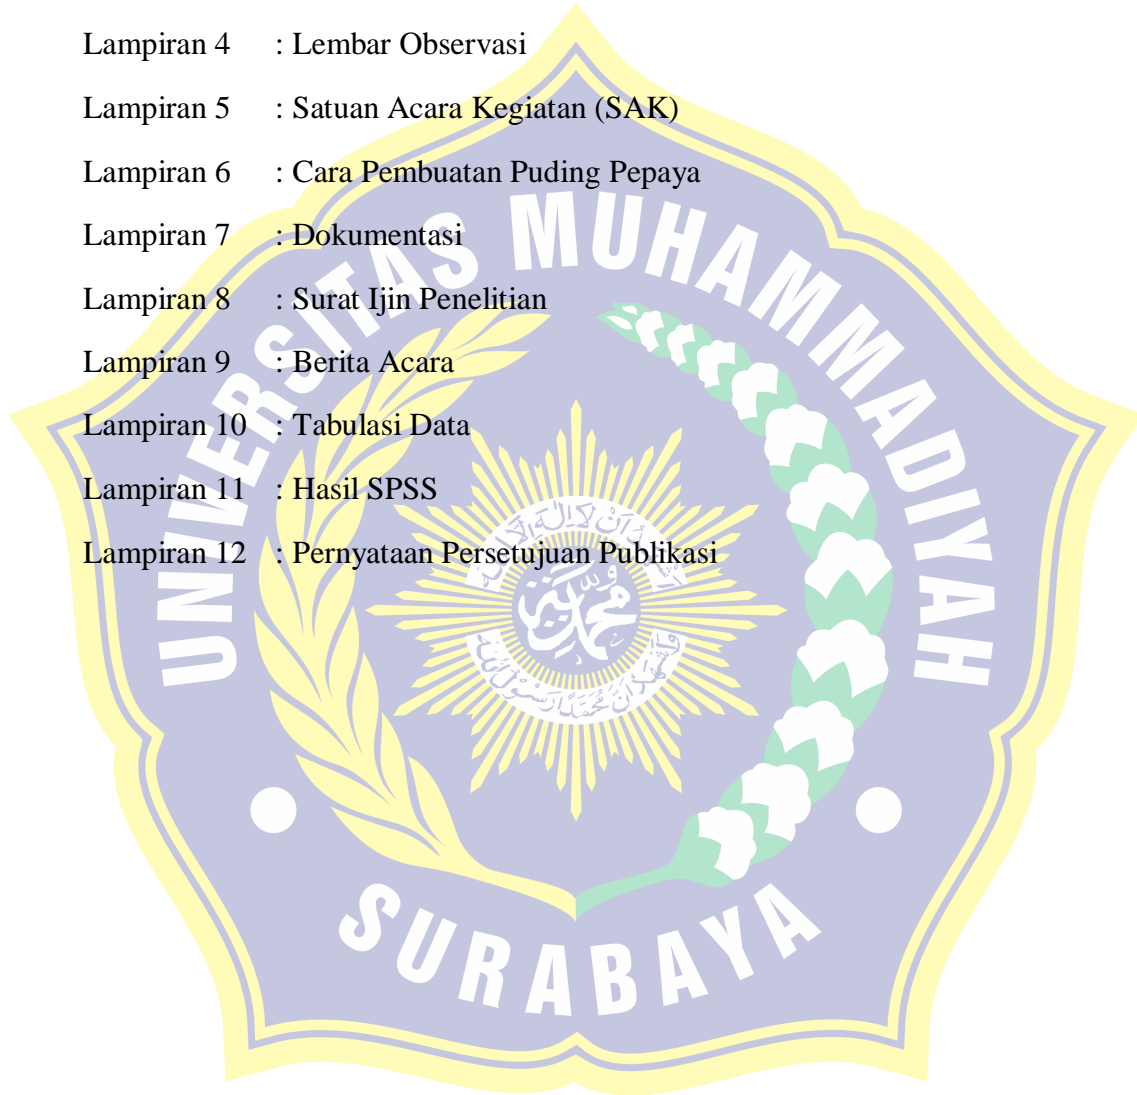 Lampiran 4 : Lembar Observasi
Lampiran 5 : Satuan Acara Kegiatan (SAK)
Lampiran 6 : Cara Pembuatan Puding Pepaya
Lampiran 7 : Dokumentasi
Lampiran 8 : Surat Ijin Penelitian
Lampiran 9 : Berita Acara
Lampiran 10 : Tabulasi Data
Lampiran 11 : Hasil SPSS
Lampiran 12 : Pernyataan Persetujuan Publikasi
UNIVERSITAS MUHAMMADIYAH
SURABAYA